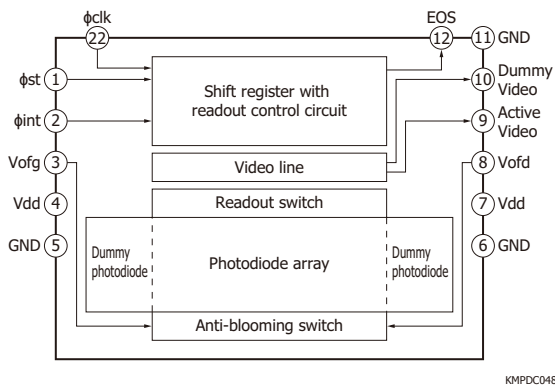 ϕclk
22
EOS
12
11 GND
ϕst 1
Shift register with
readout control circuit
10 Dummy
Video
ϕint 2
9 Active
Video
Vofg 3
Video line
8 Vofd
Vdd 4
Readout switch
7 Vdd
GND 5
6 GND
Dummy
photodiode
Photodiode array
Dummy
photodiode
Anti-blooming switch
KMPDC048